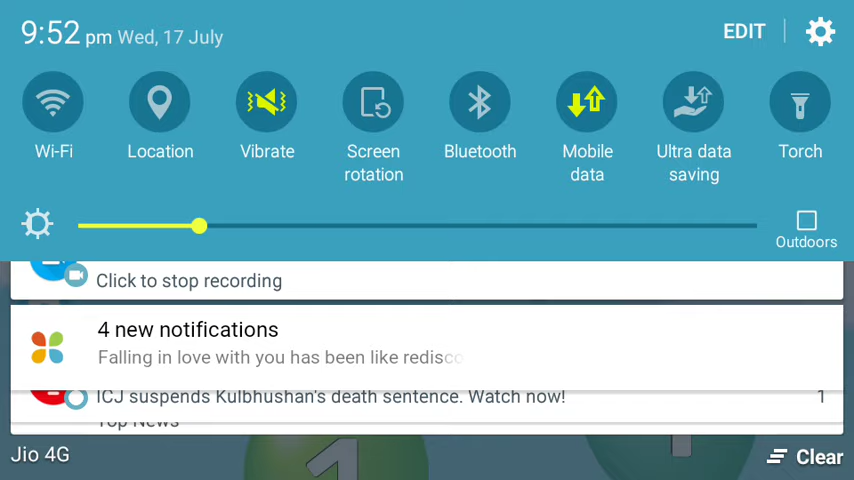 9:52 pm Wed, 17 July
EDIT
Wi-Fi
Location
Vibrate
Screen
rotation
Bluetooth
Mobile
data
Ultra data
saving
Torch
Outdoors
Click to stop recording
4 new notifications
Falling in love with you has been like redisco
ICJ suspends Kulbhushan's death sentence. Watch now!
1
Top News
Jio 4G
Clear
1
1